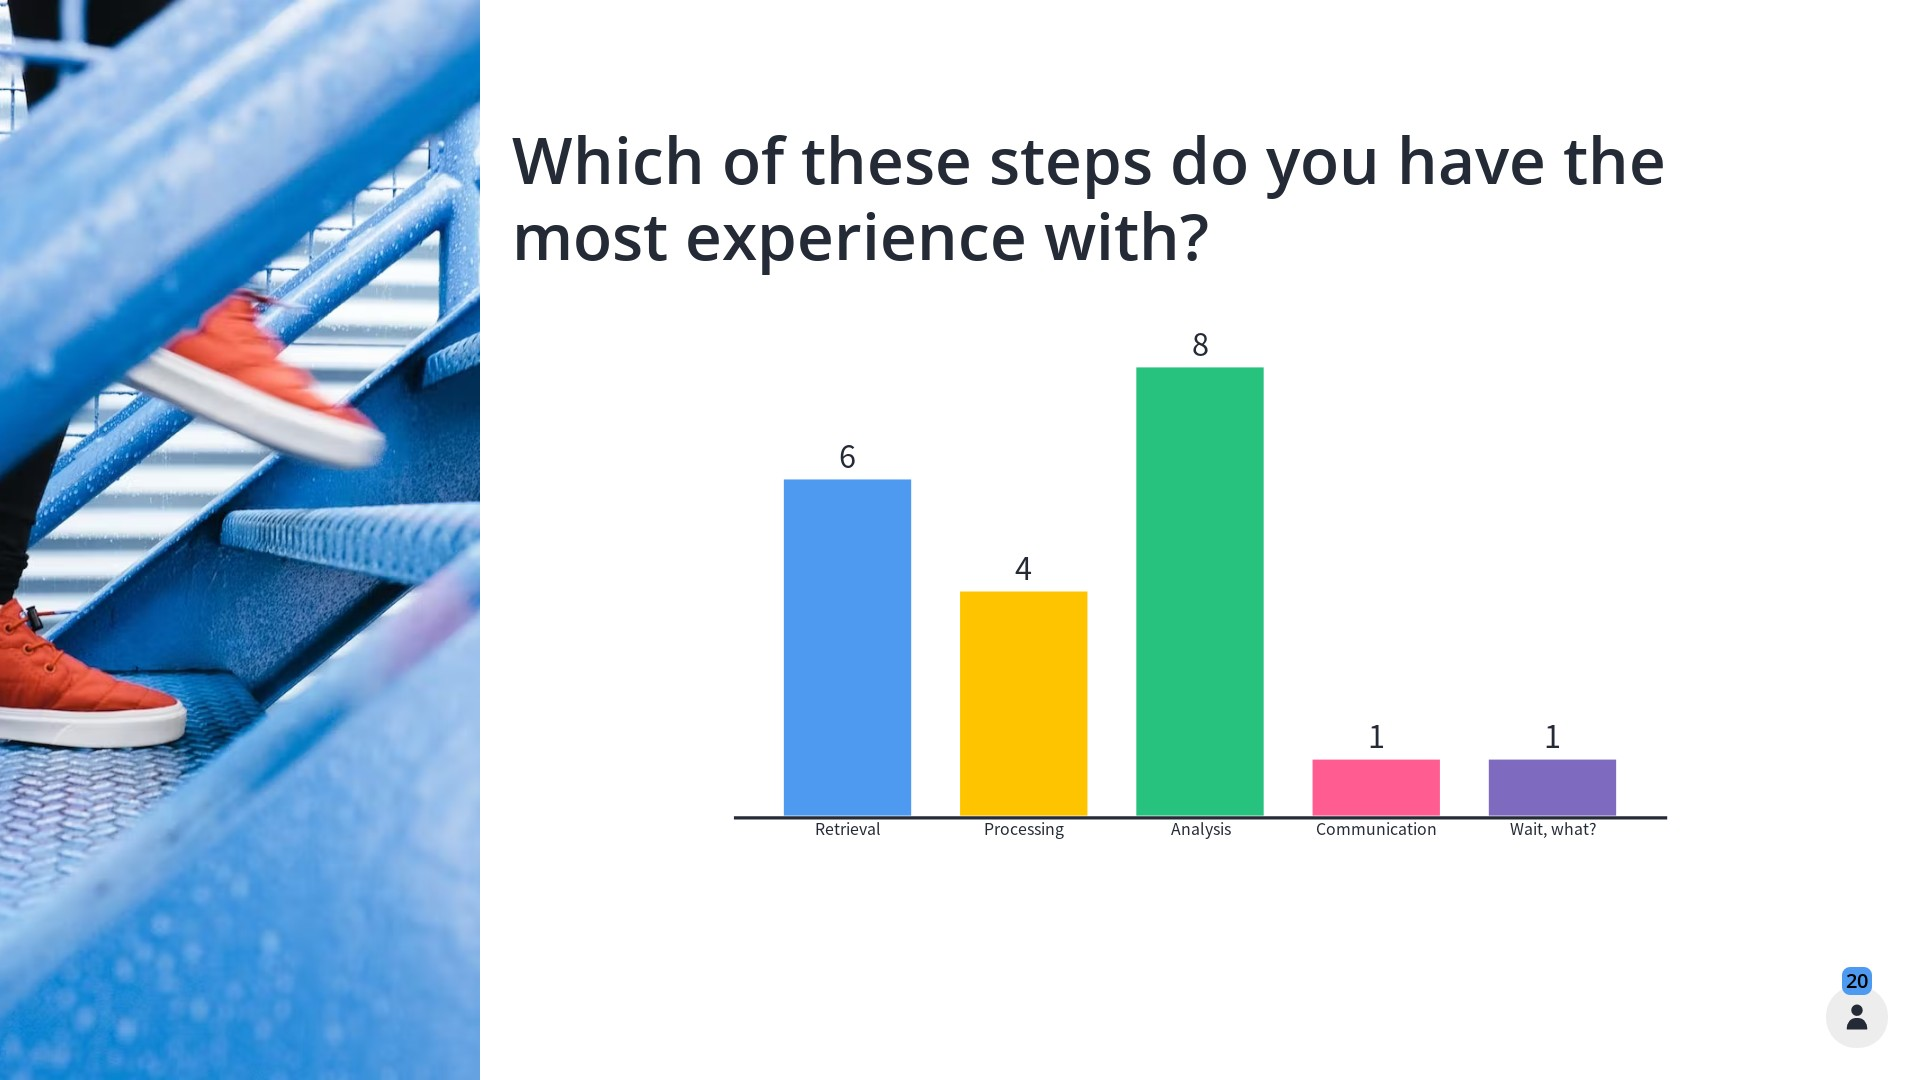 Which of these steps do you have the
most experience with?
8
6
4
1
1
Retrieval
Processing
Analysis
Communication
Wait, what?
20